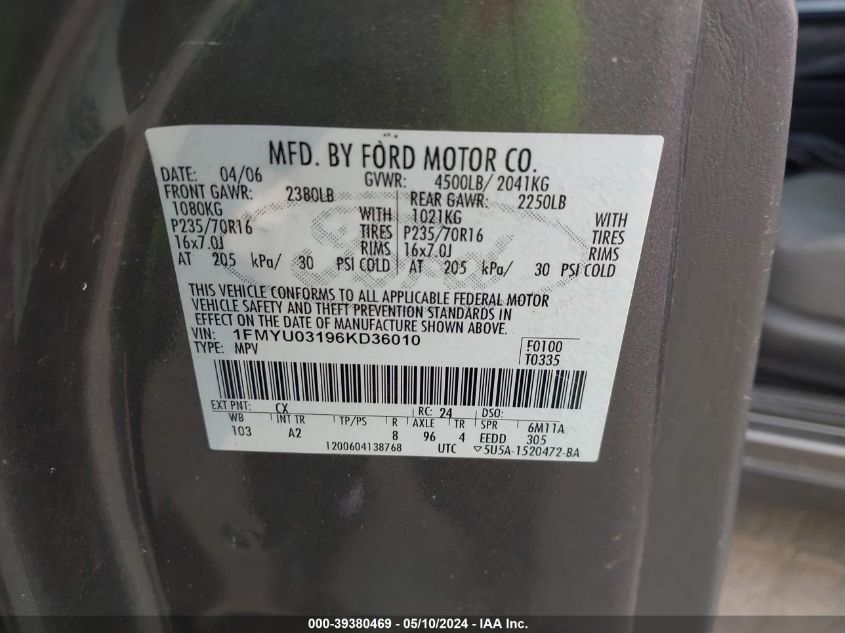 MFD. BY FORD MOTOR CO.
DATE: 04/06 GVWR: 4500LB/ 2041KG
FRONT GAWR: 2380LB REAR GAWR: 2250LB
1080KG WITH 1021KG WITH
P235/70R16 TIRES P235/70R16 TIRES
16x7.0J RIMS 16x7.0J RIMS
AT 205 kPa/ 30 PSI COLD AT 205 kPa/ 30 PSI COLD
THIS VEHICLE CONFORMS TO ALL APPLICABLE FEDERAL MOTOR
VEHICLE SAFETY AND THEFT PREVENTION STANDARDS IN
EFFECT ON THE DATE OF MANUFACTURE SHOWN ABOVE.
VIN: 1FMYU03196KD36010 F0100
TYPE: MPV T0335
EXT PNT: CX RC: 24 DSO:
WB INT TR TP/PS R AXLE TR SPR 6M11A
103 A2 8 96 4 EEDD 305
1200604138768 UTC ▽5U5A-1520472-BA
Ford
000-39380469 - 05/10/2024 - IAA Inc.